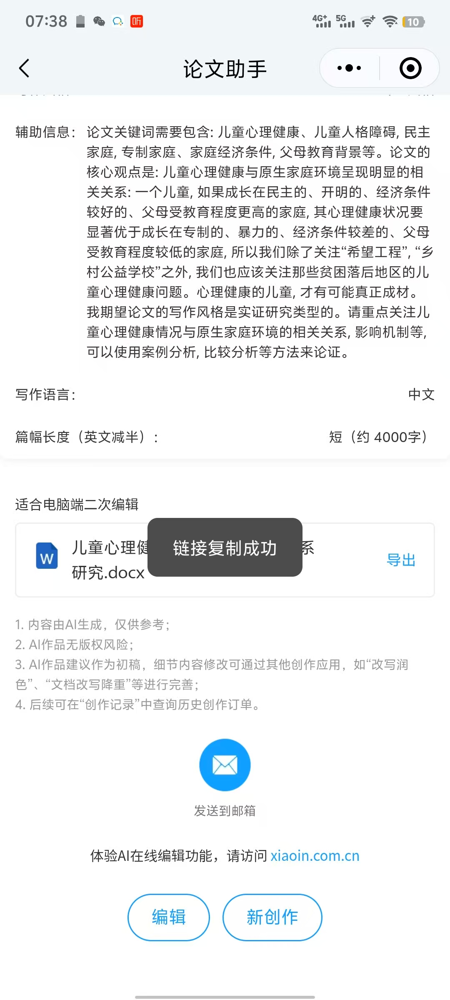 07:38
听
4G+
5G
10
论文助手
辅助信息：
论文关键词需要包含: 儿童心理健康、儿童人格障碍, 民主
家庭, 专制家庭、家庭经济条件, 父母教育背景等。论文的
核心观点是: 儿童心理健康与原生家庭环境呈现明显的相
关关系: 一个儿童, 如果成长在民主的、开明的、经济条件
较好的、父母受教育程度更高的家庭, 其心理健康状况要
显著优于成长在专制的、暴力的、经济条件较差的、父母
受教育程度较低的家庭, 所以我们除了关注“希望工程”, “乡
村公益学校”之外, 我们也应该关注那些贫困落后地区的儿
童心理健康问题。心理健康的儿童, 才有可能真正成材。
我期望论文的写作风格是实证研究类型的。请重点关注儿
童心理健康情况与原生家庭环境的相关关系, 影响机制等,
可以使用案例分析, 比较分析等方法来论证。
写作语言：
中文
篇幅长度（英文减半）：
短（约 4000字）
适合电脑端二次编辑
W
儿童心理健
系
研究.docx
链接复制成功
导出
1. 内容由AI生成，仅供参考；
2. AI作品无版权风险；
3. AI作品建议作为初稿，细节内容修改可通过其他创作应用，如“改写润
色”、“文档改写降重”等进行完善；
4. 后续可在“创作记录”中查询历史创作订单。
发送到邮箱
体验AI在线编辑功能，请访问 xiaoin.com.cn
编辑
新创作